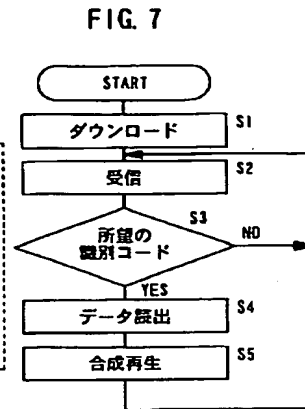 FIG. 7
START
ダウンロード S1
受信 S2
S3
所望の
識別コード NO
YES
データ読出 S4
合成再生 S5